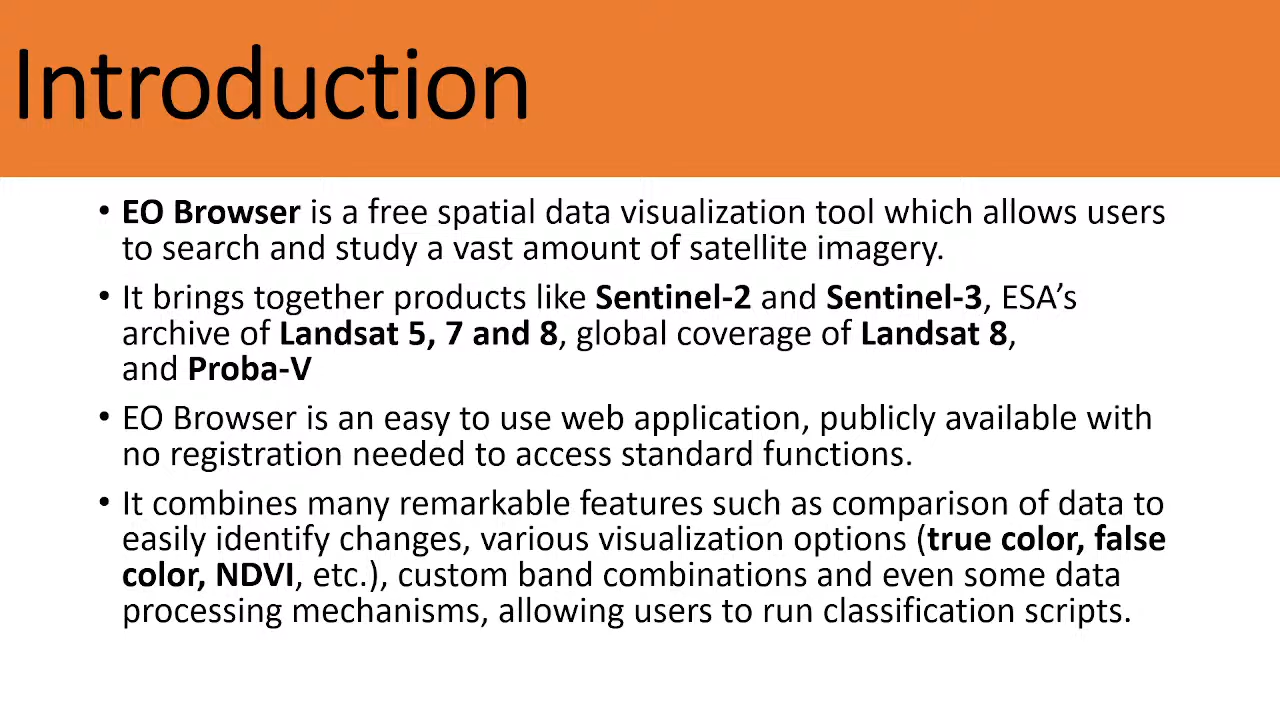 Introduction
• EO Browser is a free spatial data visualization tool which allows users
to search and study a vast amount of satellite imagery.
• It brings together products like Sentinel-2 and Sentinel-3, ESA’s
archive of Landsat 5, 7 and 8, global coverage of Landsat 8,
and Proba-V
• EO Browser is an easy to use web application, publicly available with
no registration needed to access standard functions.
• It combines many remarkable features such as comparison of data to
easily identify changes, various visualization options (true color, false
color, NDVI, etc.), custom band combinations and even some data
processing mechanisms, allowing users to run classification scripts.